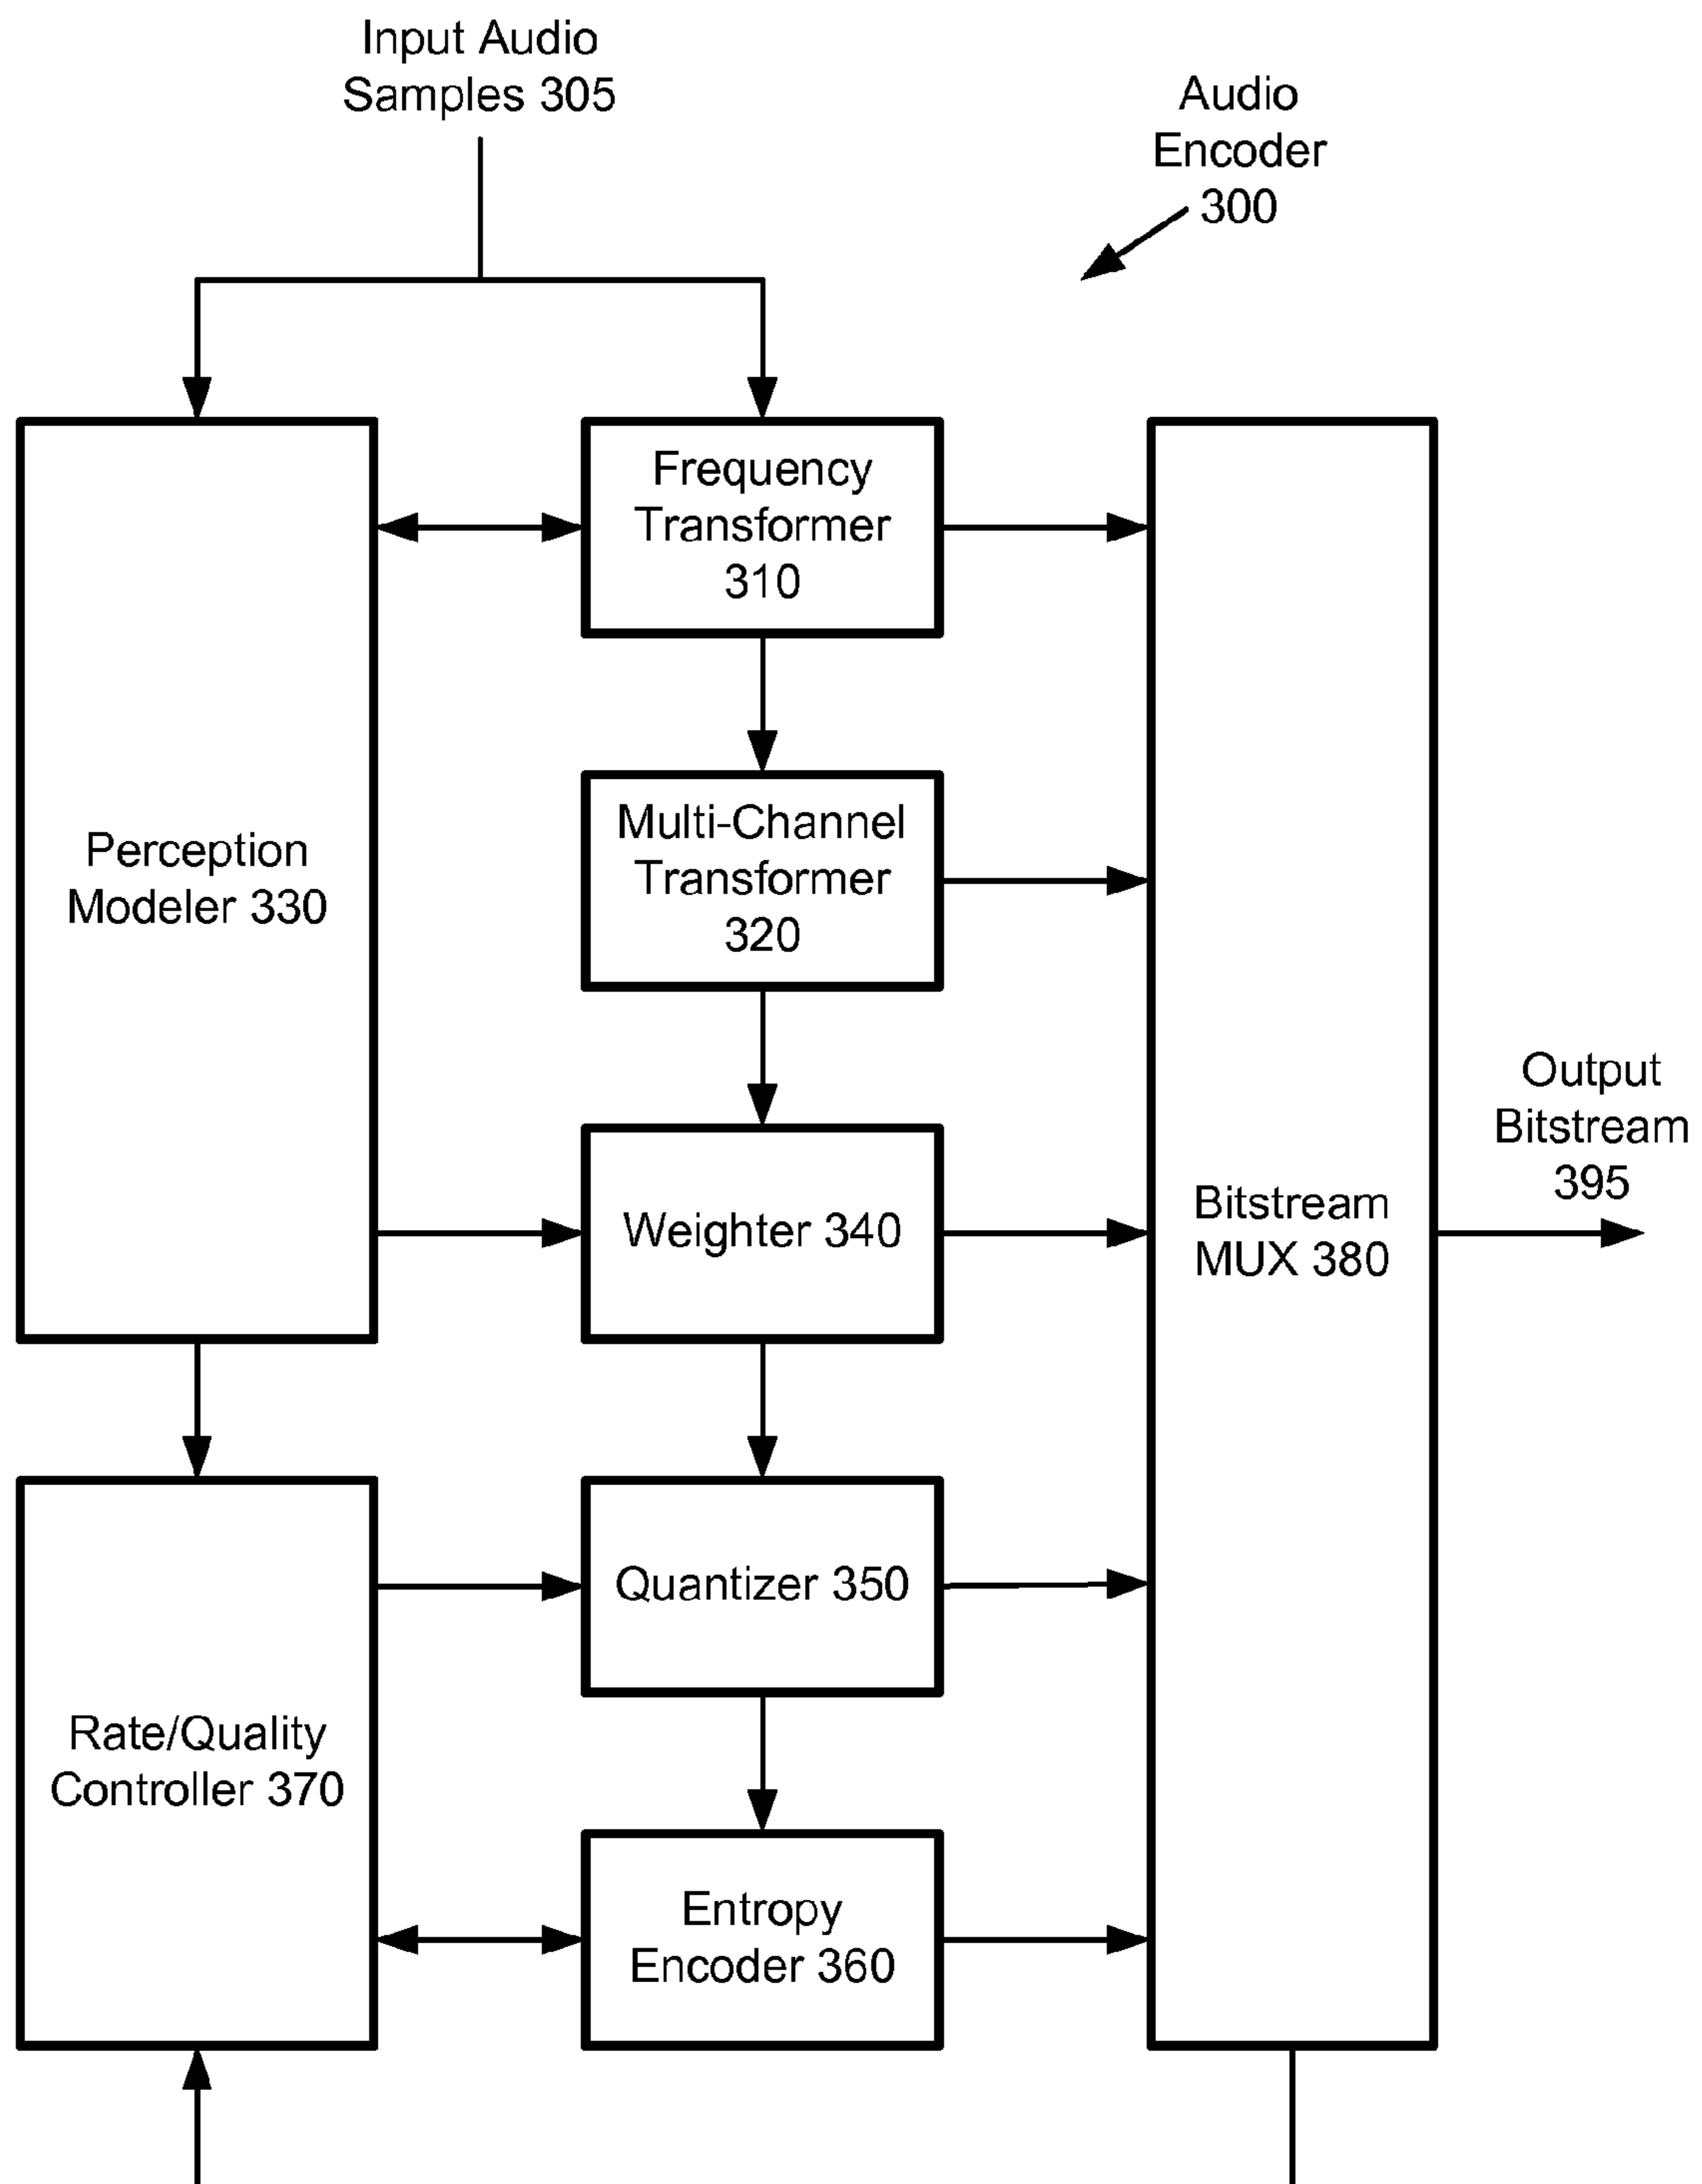 Input Audio
Samples 305
Audio
Encoder
300
Frequency
Transformer
310
Perception
Modeler 330
Multi-Channel
Transformer
320
Weighter 340
Bitstream
MUX 380
Output
Bitstream
395
Rate/Quality
Controller 370
Quantizer 350
Entropy
Encoder 360